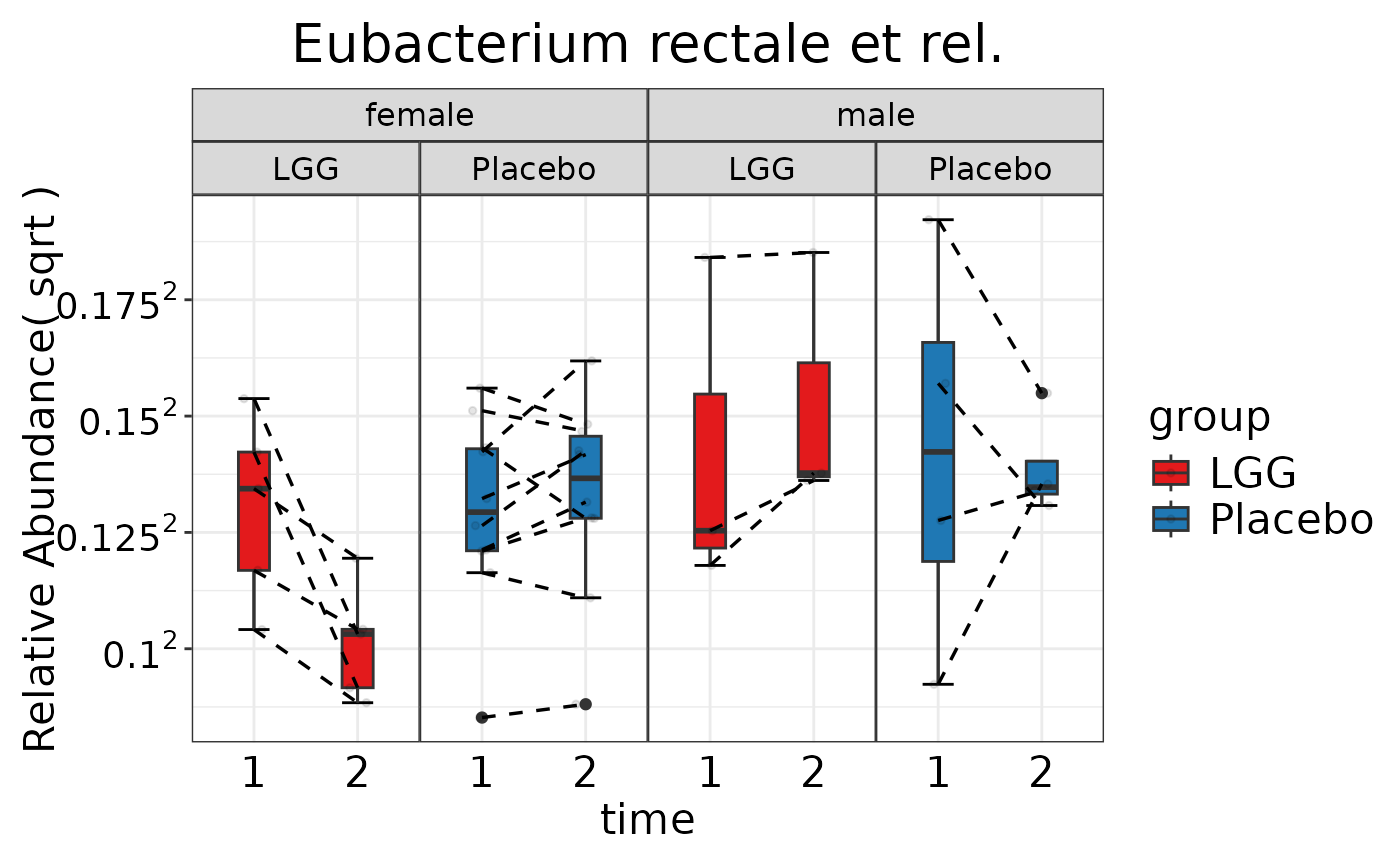 Eubacterium rectale et rel.
female male
LGG Placebo LGG Placebo
Relative Abundance( sqrt )
0.175²
0.15²
0.125²
0.1²
1 2 1 2 1 2 1 2
time
group
LGG
Placebo